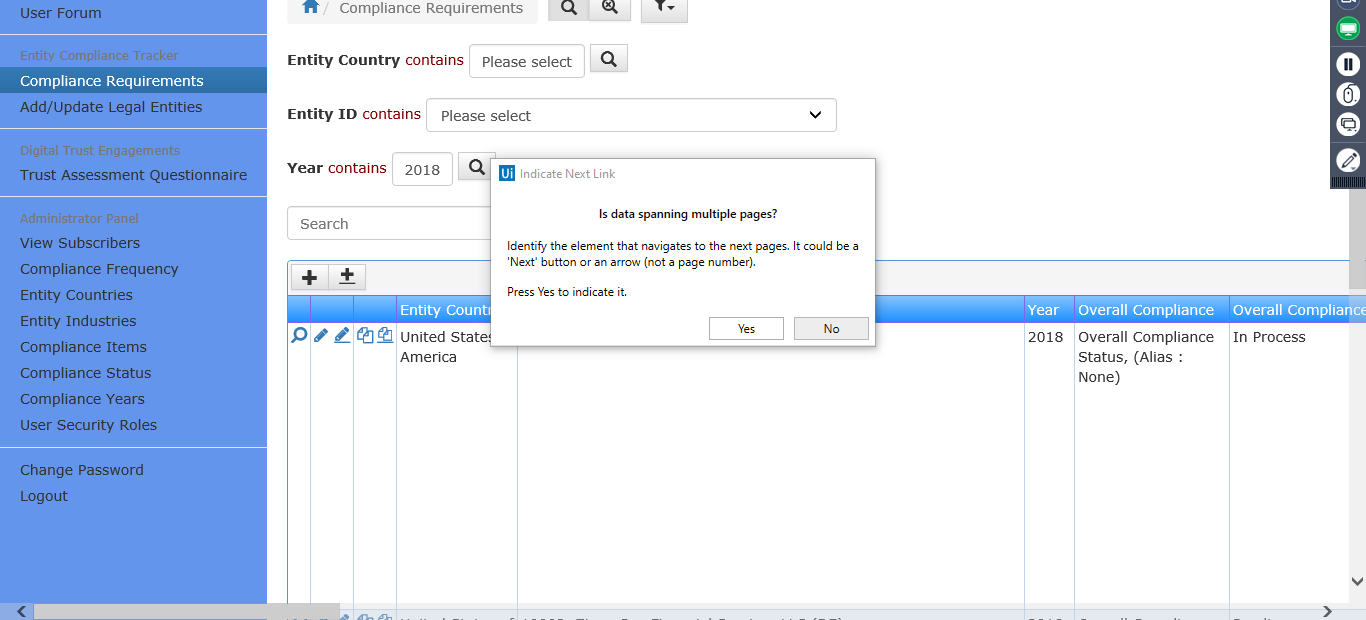 User Forum
Entity Compliance Tracker
Compliance Requirements
Add/Update Legal Entities
Digital Trust Engagements
Trust Assessment Questionnaire
Administrator Panel
View Subscribers
Compliance Frequency
Entity Countries
Entity Industries
Compliance Items
Compliance Status
Compliance Years
User Security Roles
Change Password
Logout
/ Compliance Requirements
Entity Country contains Please select
Entity ID contains Please select
Year contains 2018
Search
Ui Indicate Next Link
Is data spanning multiple pages?
Identify the element that navigates to the next pages. It could be a
'Next' button or an arrow (not a page number).
Press Yes to indicate it.
Yes No
Entity Count Year Overall Compliance Overall Compliance
United States 2018 Overall Compliance In Process
America Status, (Alias :
None)